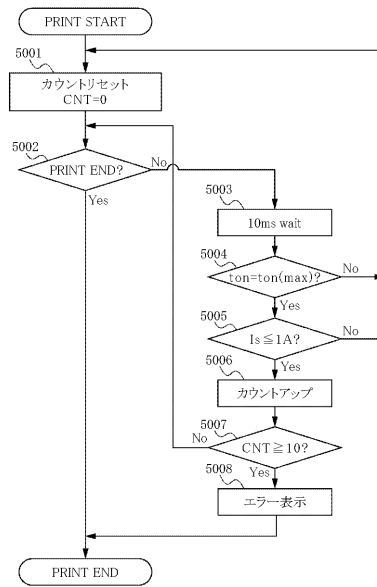 PRINT START
5001
カウントリセット
CNT=0
5002
PRINT END?
No
Yes
5003
10ms wait
5004
ton=ton(max)?
No
Yes
5005
Is≦1A?
No
Yes
5006
カウントアップ
5007
CNT≧10?
No
Yes
5008
エラー表示
PRINT END